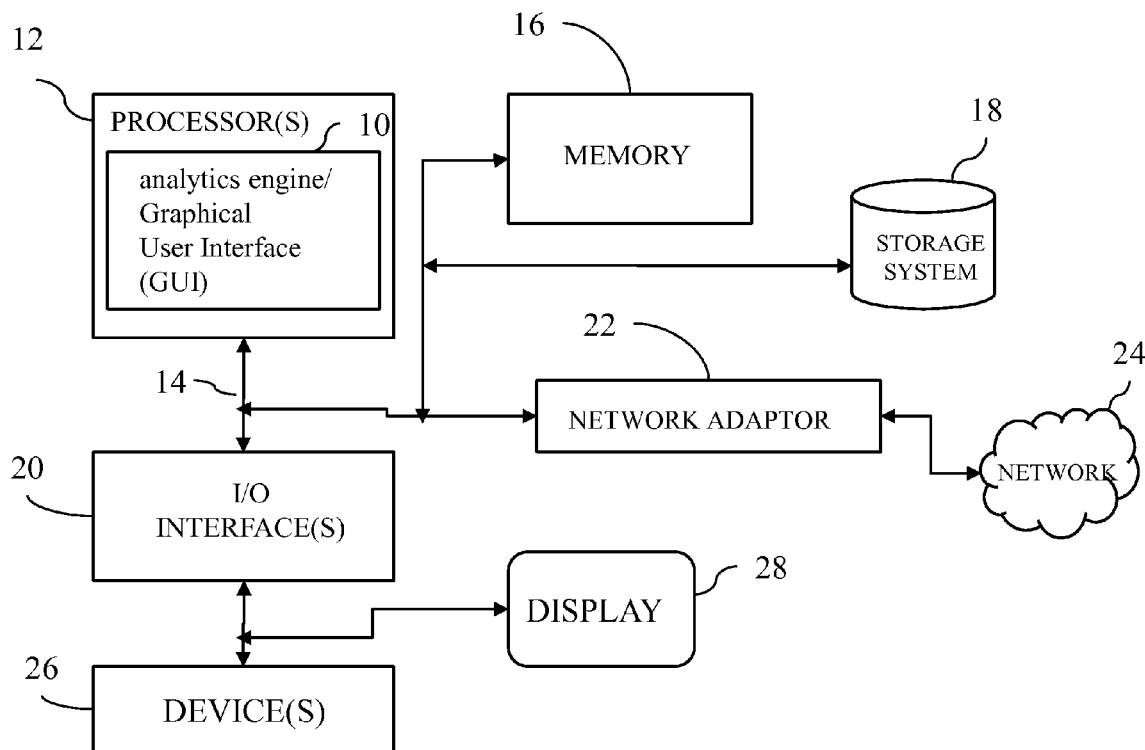 12
16
PROCESSOR(S)
10
analytics engine/
Graphical
User Interface
(GUI)
MEMORY
18
STORAGE
SYSTEM
14
22
NETWORK ADAPTOR
24
NETWORK
20
I/O
INTERFACE(S)
DISPLAY
28
26
DEVICE(S)